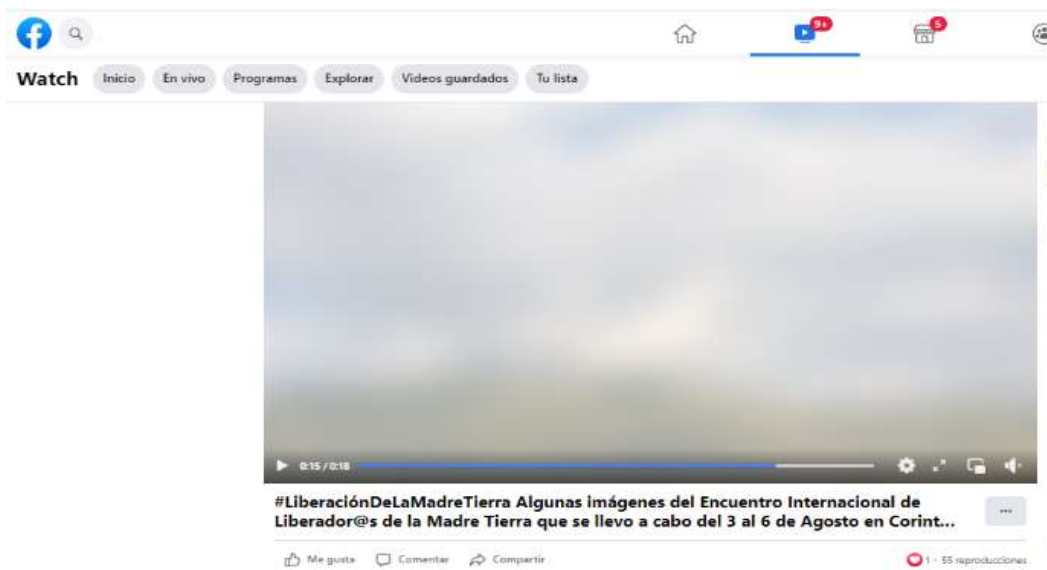 9+
5
Watch Inicio En vivo Programas Explorar Videos guardados Tu lista
0:15 / 0:18
#LiberaciónDeLaMadreTierra Algunas imágenes del Encuentro Internacional de
Liberador@s de la Madre Tierra que se llevo a cabo del 3 al 6 de Agosto en Corint...
Me gusta Comentar Compartir 1 · 55 reproducciones